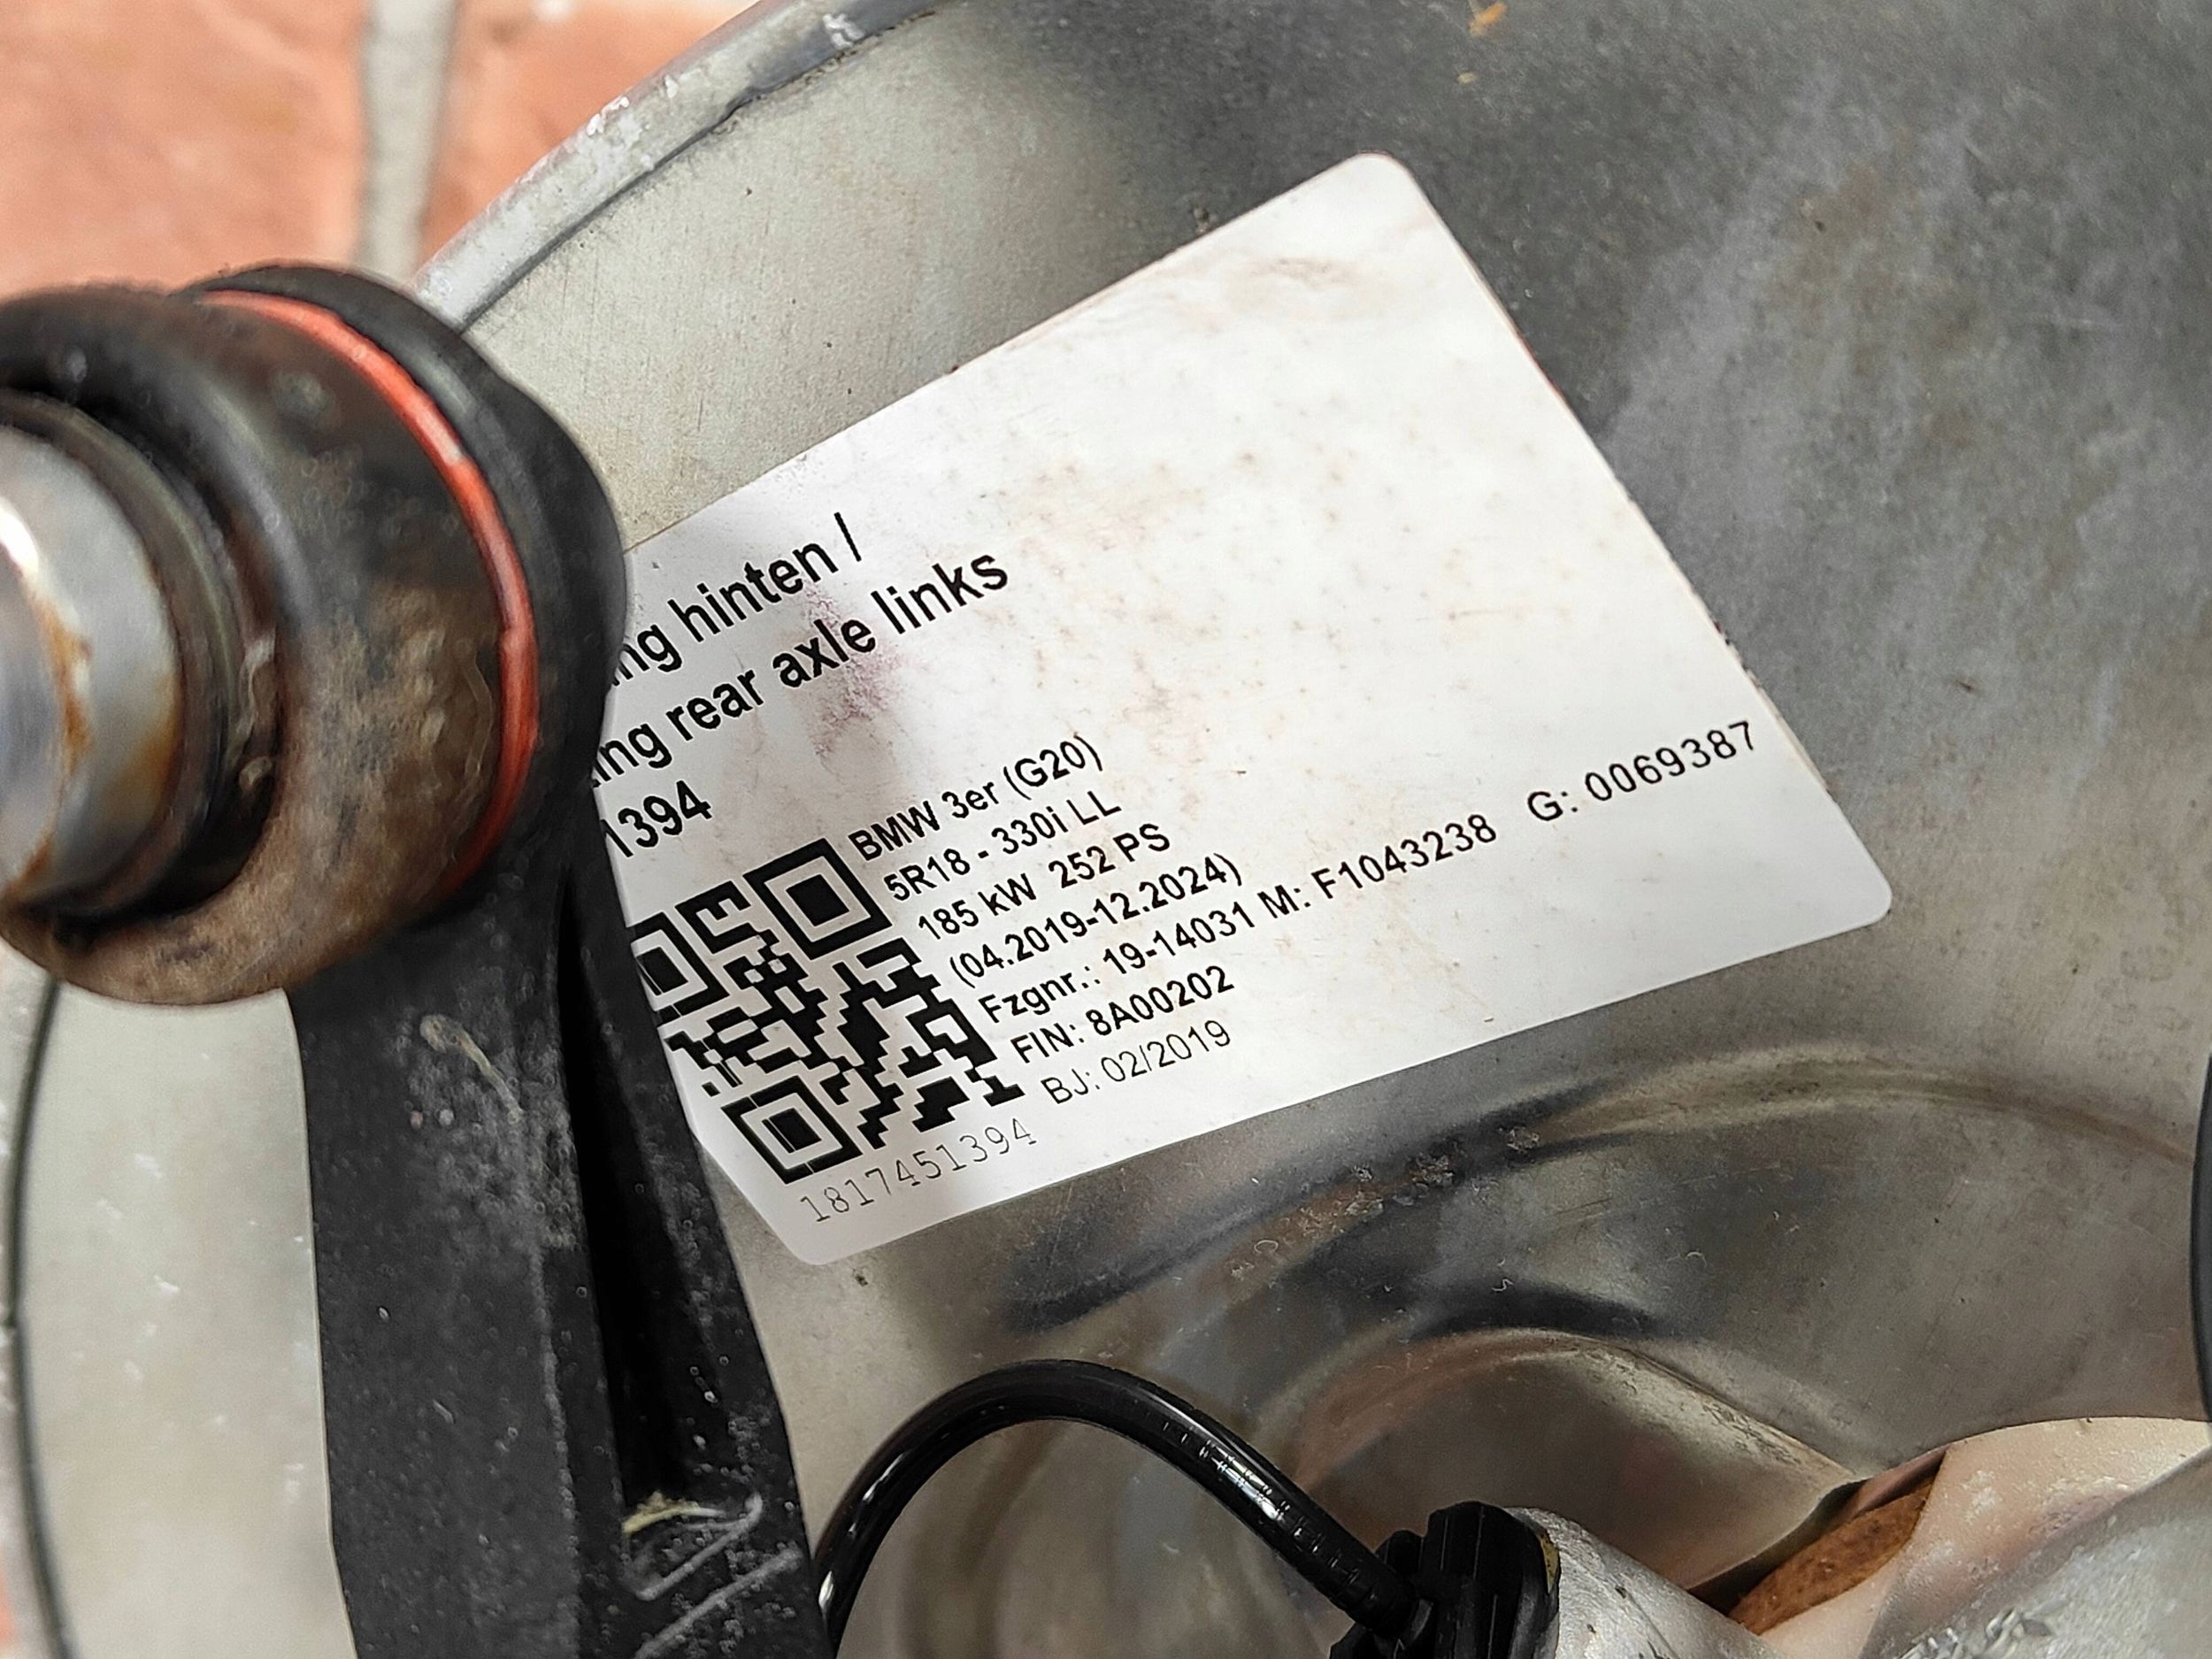 hinten /
rear axle links
1394
BMW 3er (G20)
5R18 - 330i LL
185 kW 252 PS
(04.2019-12.2024)
Fzgnr.: 19-14031 M: F1043238 G: 0069387
FIN: 8A00202
BJ: 02/2019
1817451394